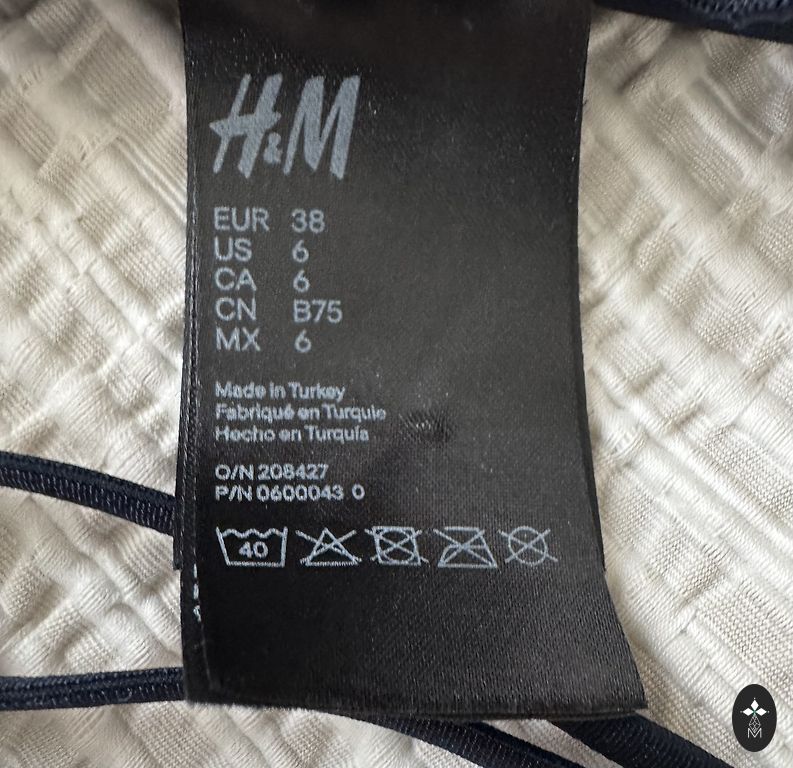 H&M
EUR 38
US 6
CA 6
CN B75
MX 6
Made in Turkey
Fabriqué en Turquie
Hecho en Turquía
O/N 208427
P/N 0600043 0
40
M